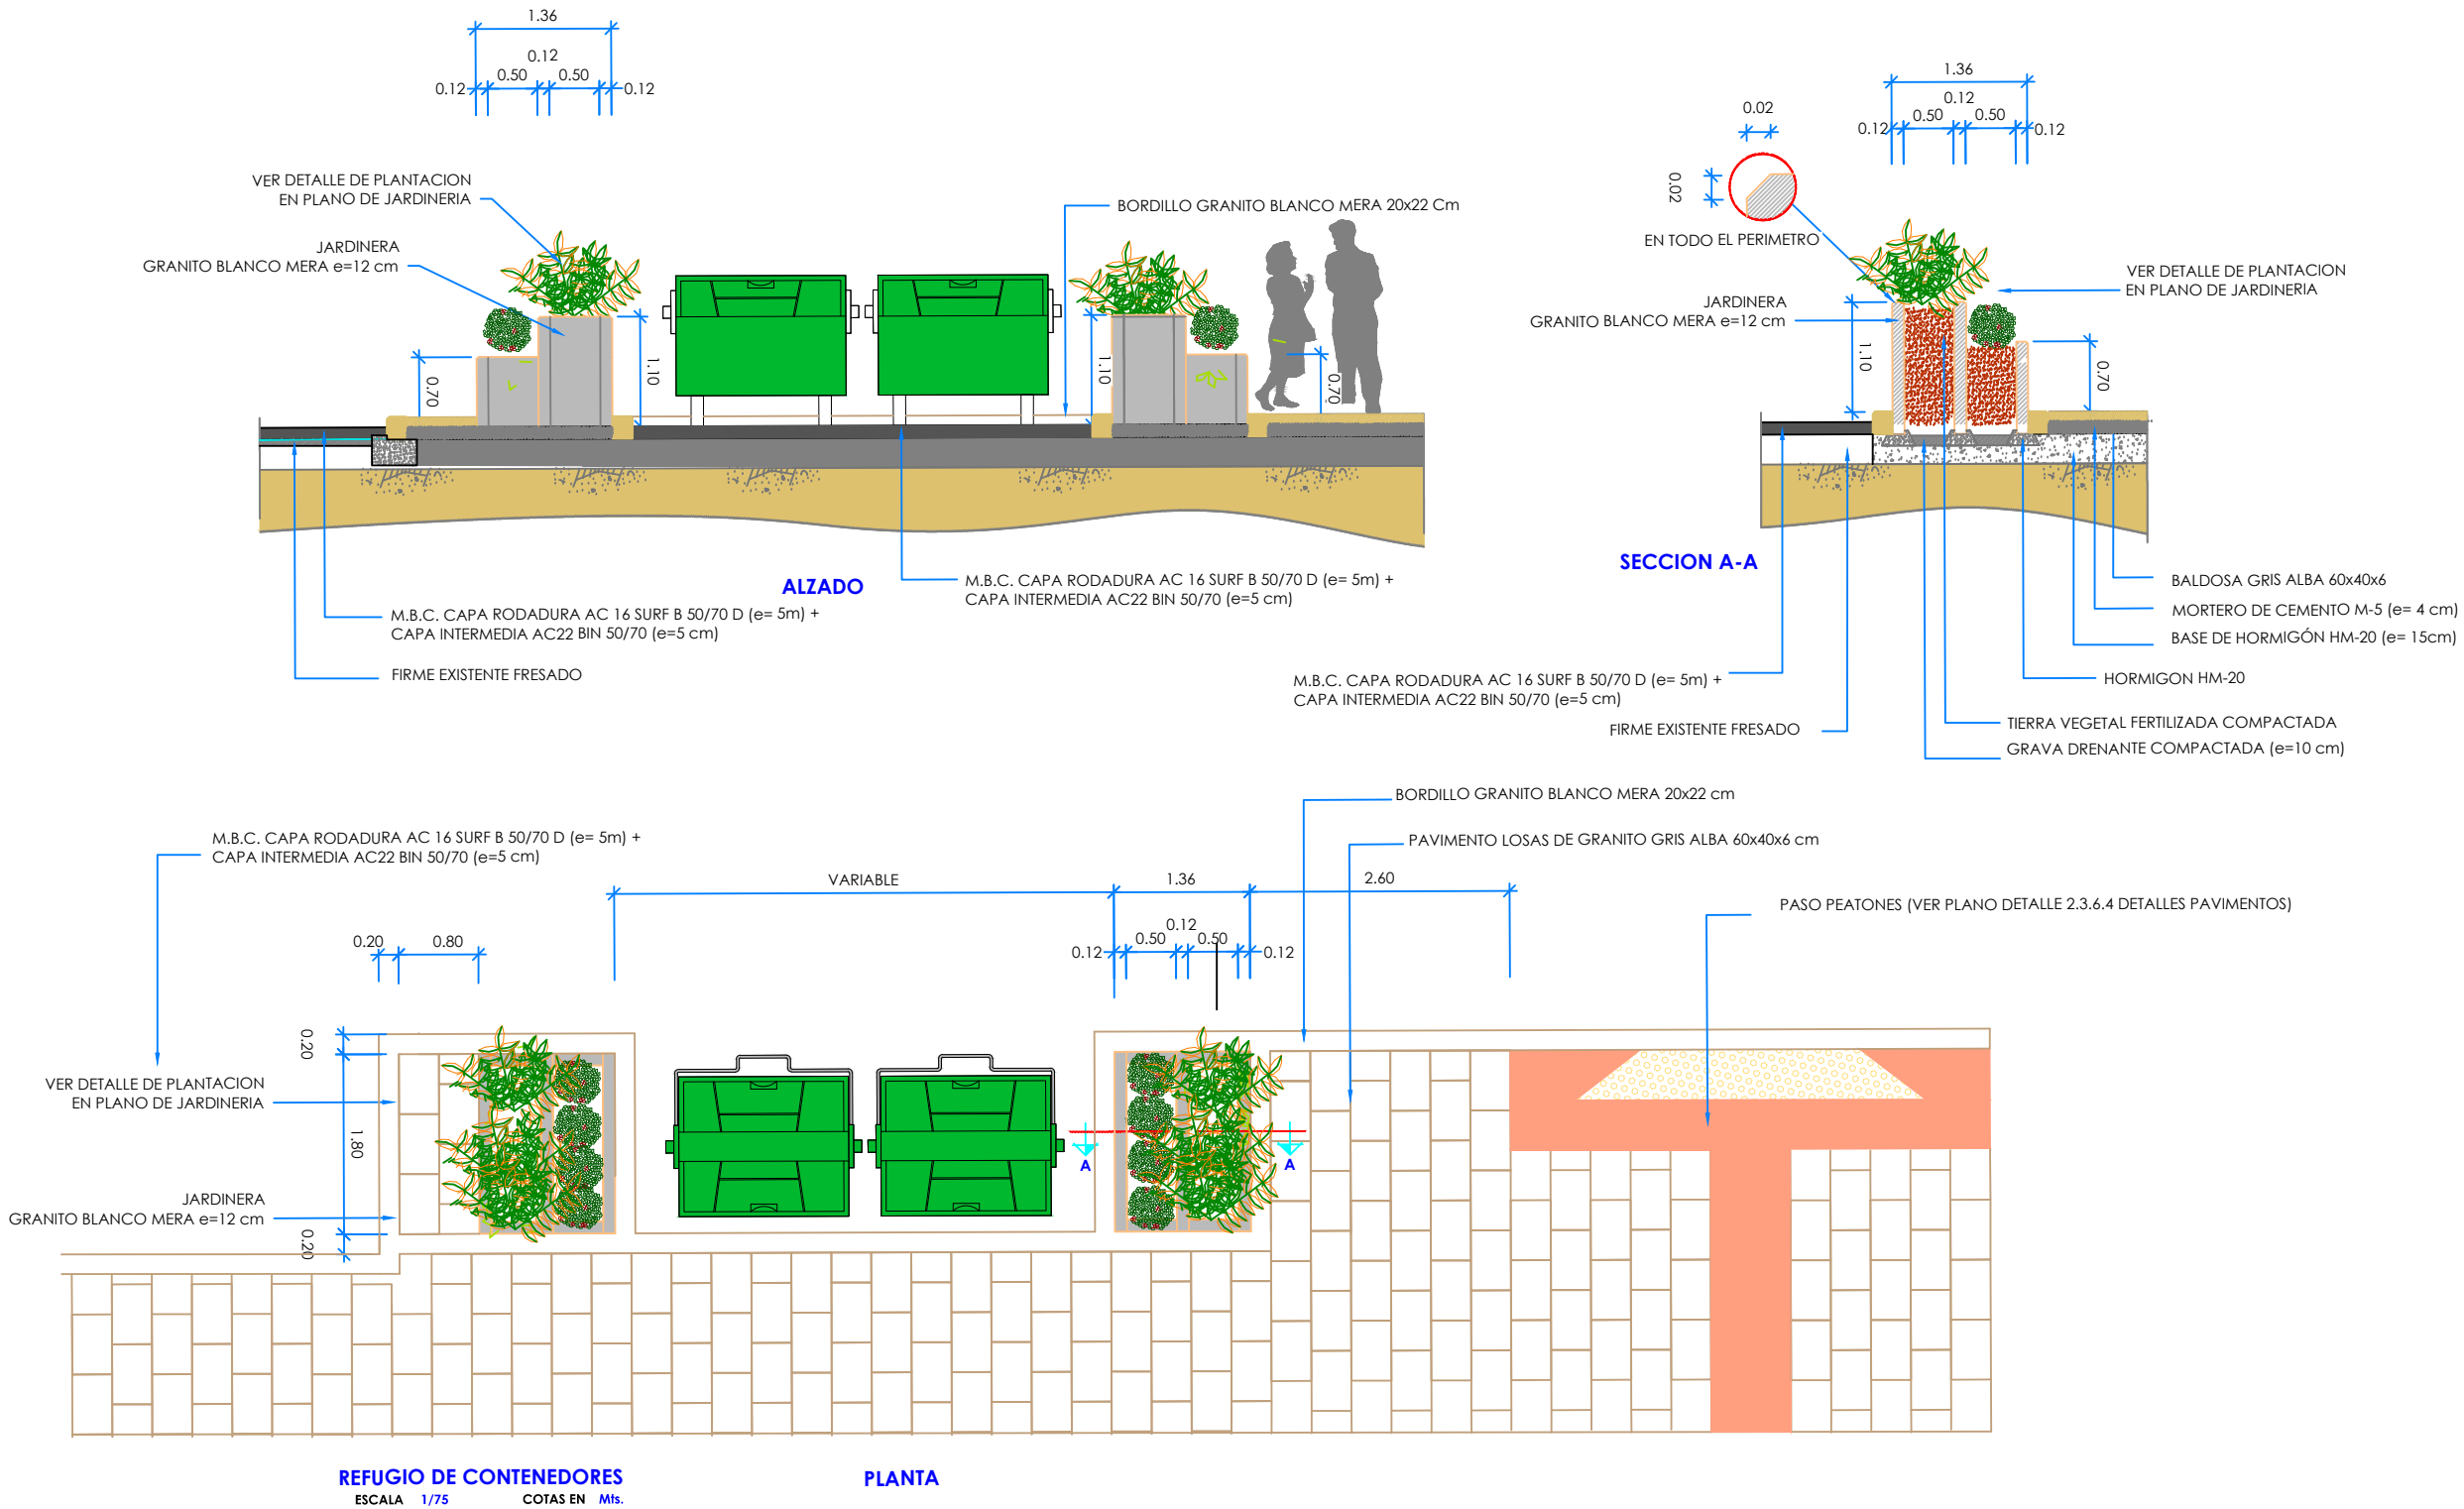 1.36
0.12
0.50
0.50
0.12
0.12
VER DETALLE DE PLANTACION
EN PLANO DE JARDINERIA
JARDINERA
GRANITO BLANCO MERA e=12 cm
BORDILLO GRANITO BLANCO MERA 20x22 Cm
0.70
1.10
1.10
0.70
ALZADO
M.B.C. CAPA RODADURA AC 16 SURF B 50/70 D (e= 5m) +
CAPA INTERMEDIA AC22 BIN 50/70 (e=5 cm)
M.B.C. CAPA RODADURA AC 16 SURF B 50/70 D (e= 5m) +
CAPA INTERMEDIA AC22 BIN 50/70 (e=5 cm)
FIRME EXISTENTE FRESADO
1.36
0.12
0.50
0.50
0.12
0.12
0.02
0.02
EN TODO EL PERIMETRO
VER DETALLE DE PLANTACION
EN PLANO DE JARDINERIA
JARDINERA
GRANITO BLANCO MERA e=12 cm
1.10
0.70
SECCION A-A
BALDOSA GRIS ALBA 60x40x6
MORTERO DE CEMENTO M-5 (e= 4 cm)
BASE DE HORMIGÓN HM-20 (e= 15cm)
HORMIGON HM-20
M.B.C. CAPA RODADURA AC 16 SURF B 50/70 D (e= 5m) +
CAPA INTERMEDIA AC22 BIN 50/70 (e=5 cm)
FIRME EXISTENTE FRESADO
TIERRA VEGETAL FERTILIZADA COMPACTADA
GRAVA DRENANTE COMPACTADA (e=10 cm)
BORDILLO GRANITO BLANCO MERA 20x22 cm
M.B.C. CAPA RODADURA AC 16 SURF B 50/70 D (e= 5m) +
CAPA INTERMEDIA AC22 BIN 50/70 (e=5 cm)
PAVIMENTO LOSAS DE GRANITO GRIS ALBA 60x40x6 cm
VARIABLE
1.36
2.60
PASO PEATONES (VER PLANO DETALLE 2.3.6.4 DETALLES PAVIMENTOS)
0.20
0.80
0.12
0.50
0.50
0.12
0.12
0.20
VER DETALLE DE PLANTACION
EN PLANO DE JARDINERIA
1.80
A
A
JARDINERA
GRANITO BLANCO MERA e=12 cm
0.20
REFUGIO DE CONTENEDORES
ESCALA 1/75 COTAS EN Mts.
PLANTA